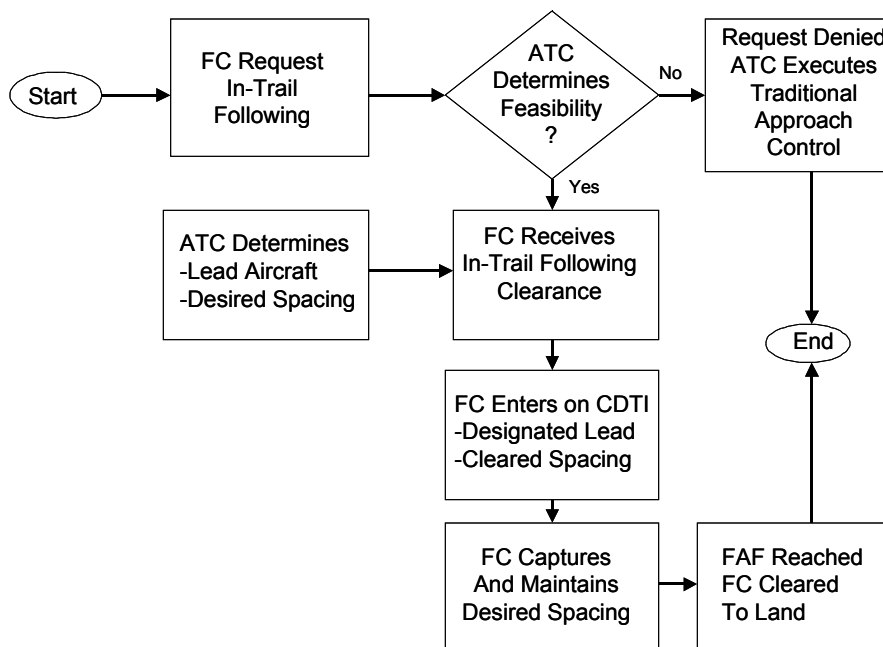 Start
FC Request
In-Trail
Following
ATC
Determines
Feasibility
?
No
Request Denied
ATC Executes
Traditional
Approach
Control
Yes
ATC Determines
-Lead Aircraft
-Desired Spacing
FC Receives
In-Trail Following
Clearance
End
FC Enters on CDTI
-Designated Lead
-Cleared Spacing
FC Captures
And Maintains
Desired Spacing
FAF Reached
FC Cleared
To Land